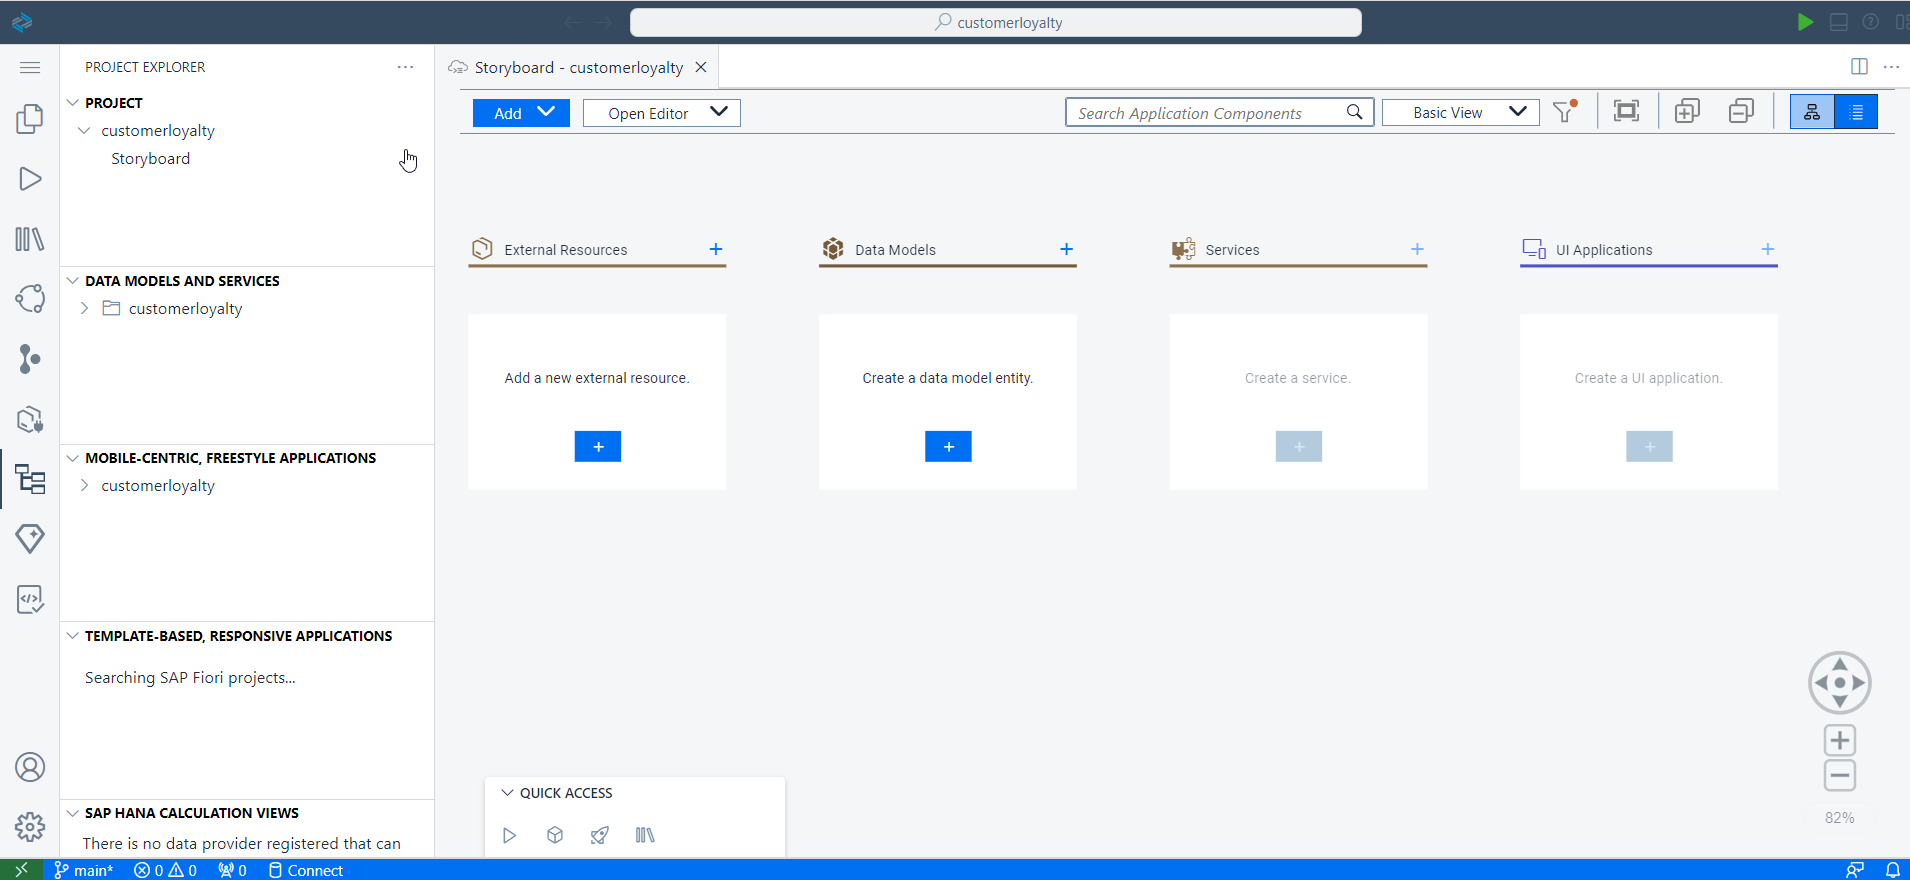 customerloyalty
PROJECT EXPLORER
PROJECT
customerloyalty
Storyboard
DATA MODELS AND SERVICES
customerloyalty
MOBILE-CENTRIC, FREESTYLE APPLICATIONS
customerloyalty
TEMPLATE-BASED, RESPONSIVE APPLICATIONS
Searching SAP Fiori projects...
SAP HANA CALCULATION VIEWS
There is no data provider registered that can
Storyboard - customerloyalty
Add
Open Editor
Search Application Components
Basic View
External Resources
Data Models
Services
UI Applications
Add a new external resource.
Create a data model entity.
Create a service.
Create a UI application.
QUICK ACCESS
82%
main* 0 0 0 Connect